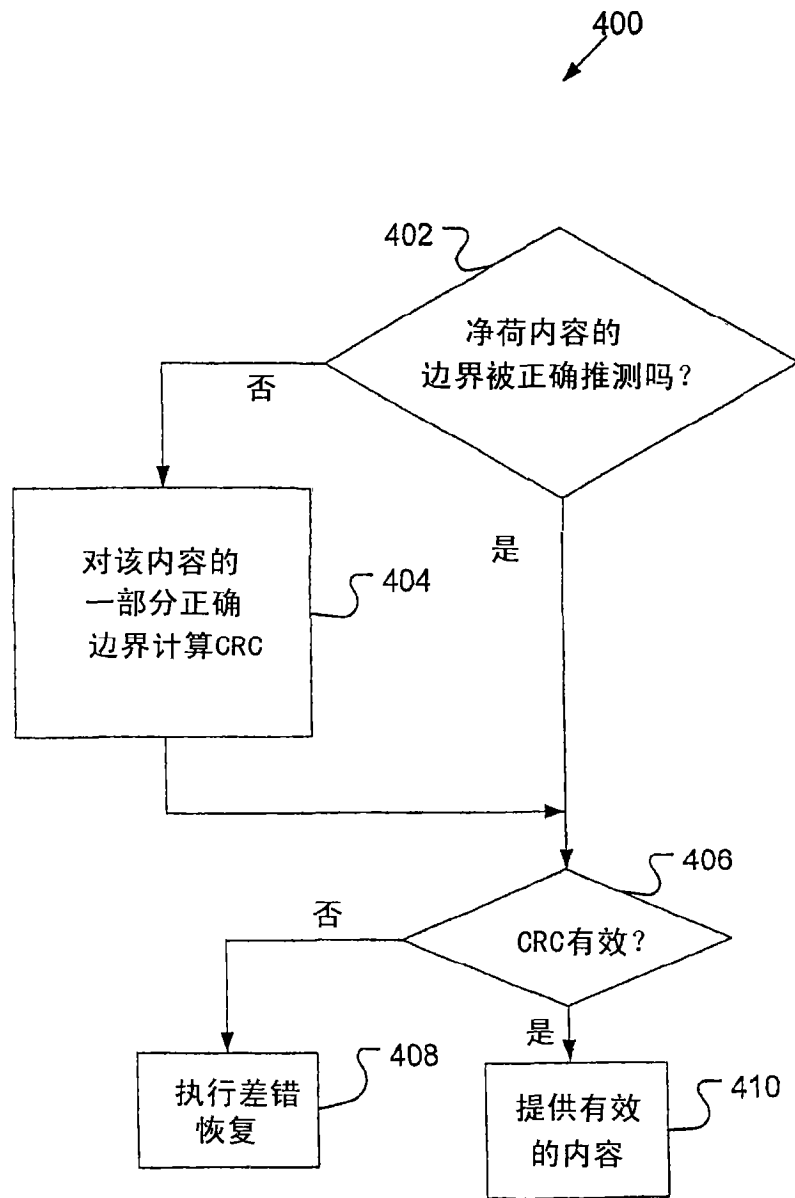 400
402
净荷内容的
边界被正确推测吗?
否
是
对该内容的
一部分正确
边界计算CRC
404
406
否
CRC有效?
是
执行差错
恢复
408
提供有效
的内容
410